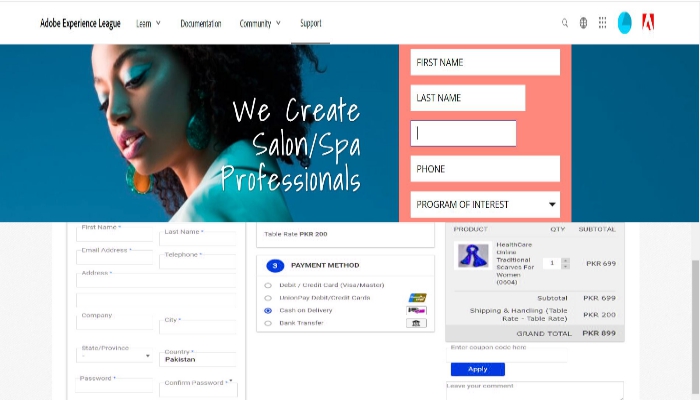 Adobe Experience League
Learn
Documentation
Community
Support
We Create
Salon/Spa
Professionals
FIRST NAME
LAST NAME
PHONE
PROGRAM OF INTEREST
First Name *
Last Name *
Email Address *
Telephone *
Address *
Company
City *
State/Province
-
Country *
Pakistan
Password *
Confirm Password *
Table Rate PKR 200
3 PAYMENT METHOD
Debit / Credit Card (Visa/Master)
UnionPay Debit/Credit Cards
Cash on Delivery
Bank Transfer
PRODUCT QTY SUBTOTAL
HealthCare
Online
Traditional
Scarves For
Women
(0604)
1
PKR 699
Subtotal PKR 699
Shipping & Handling (Table
Rate - Table Rate) PKR 200
GRAND TOTAL PKR 899
Enter coupon code here
Apply
Leave your comment